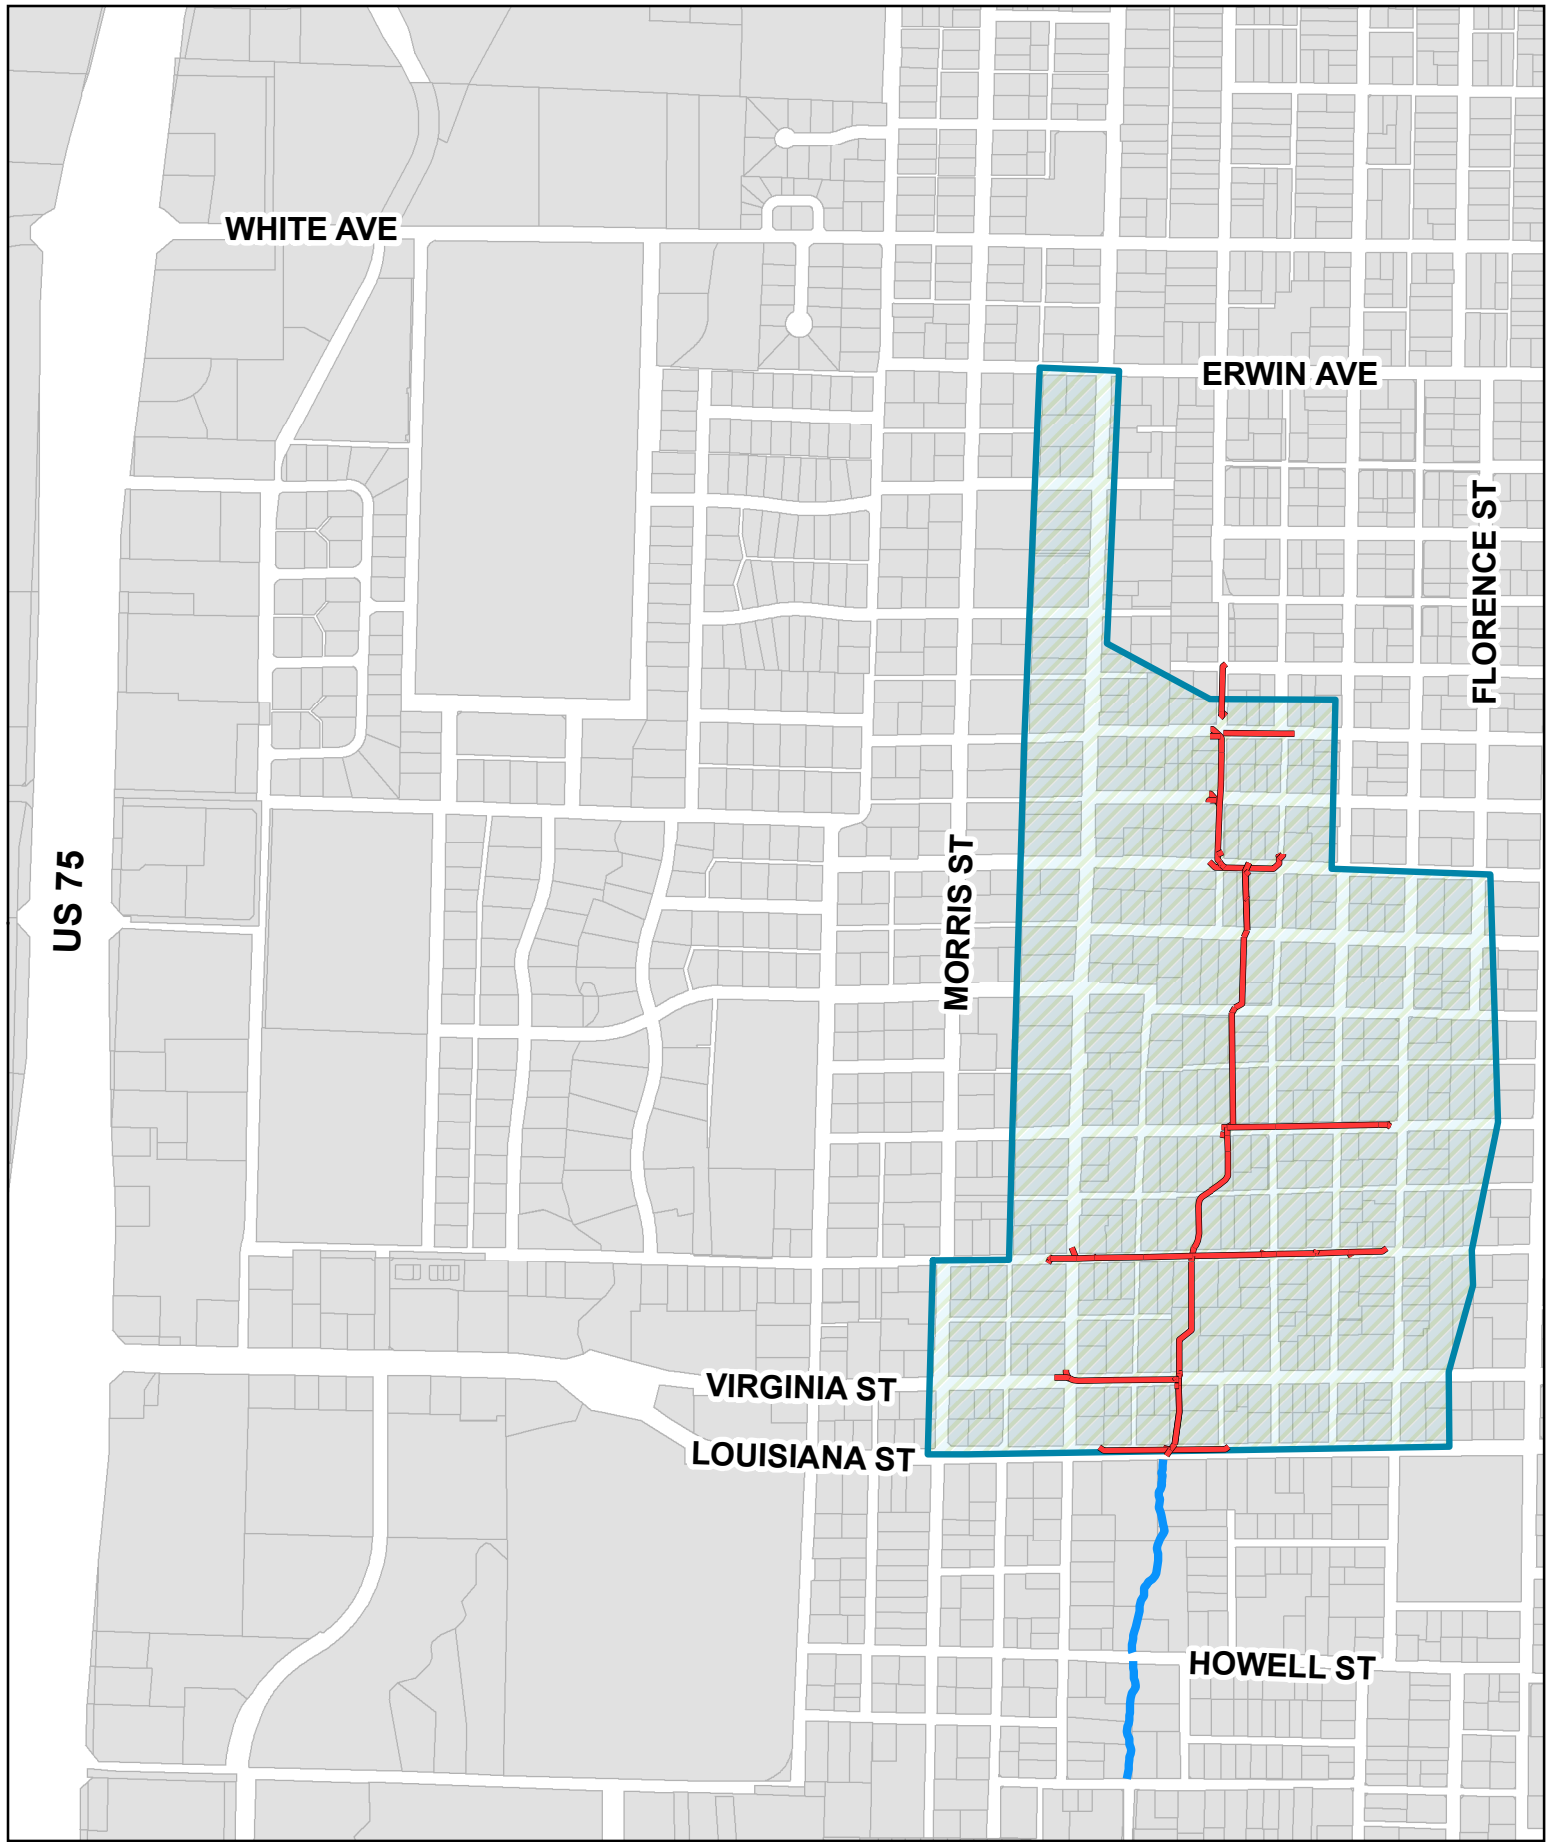 WHITE AVE
ERWIN AVE
FLORENCE ST
MORRIS ST
US 75
VIRGINIA ST
LOUISIANA ST
HOWELL ST